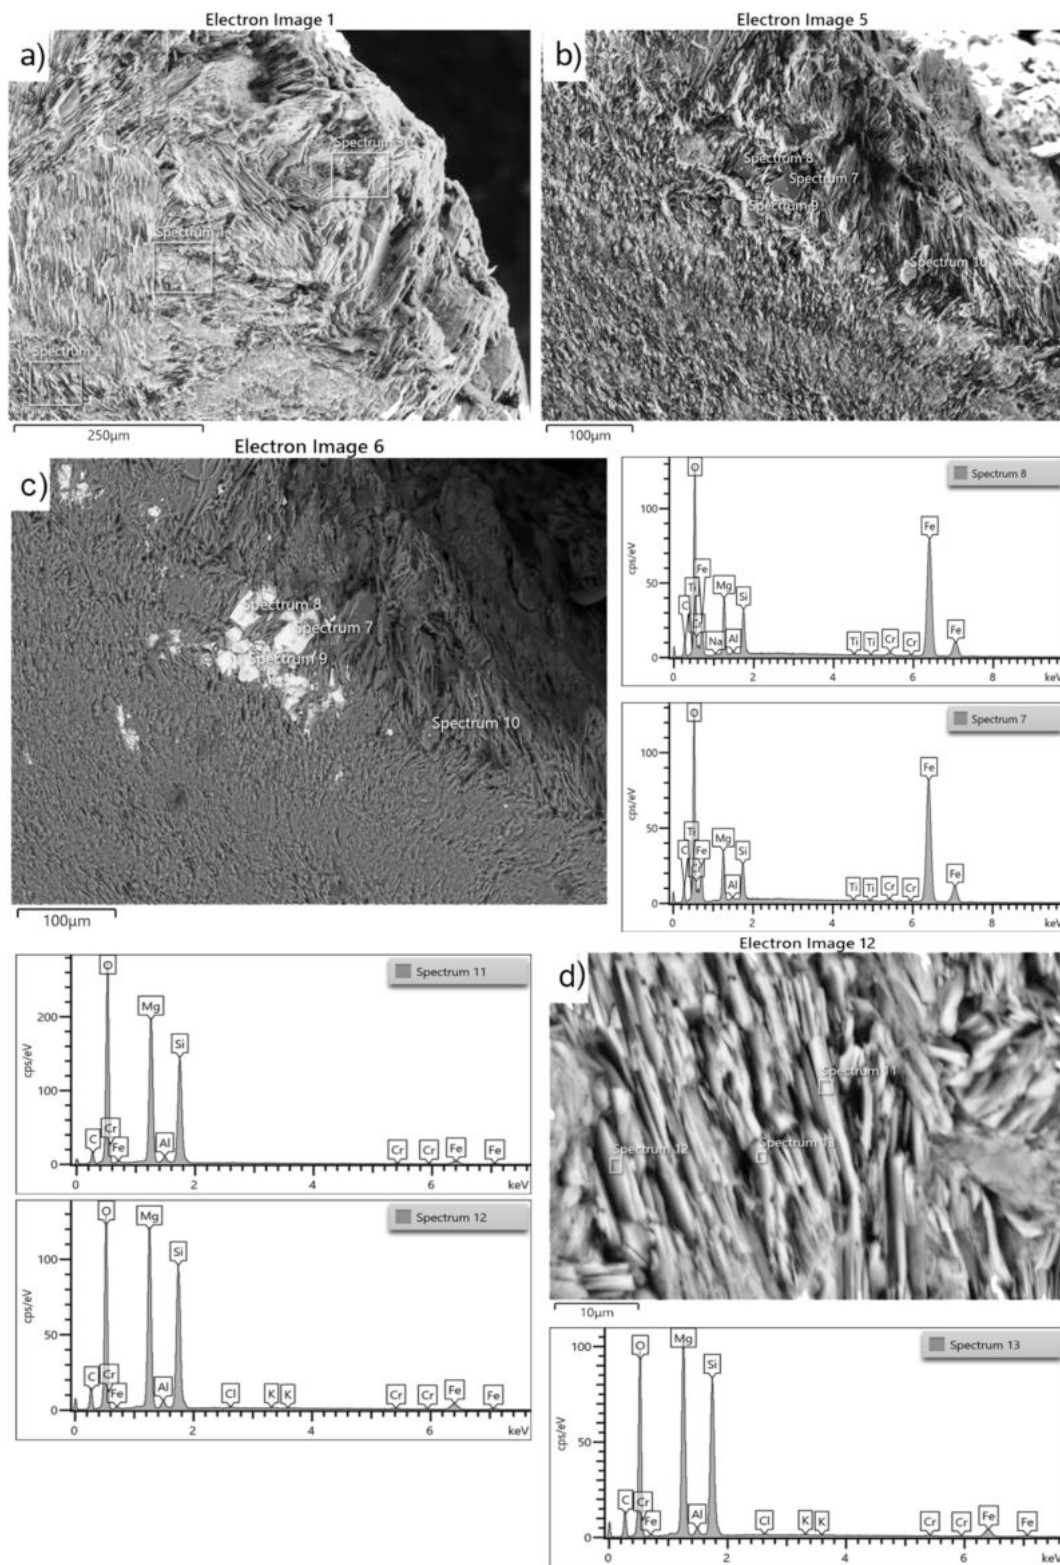 Electron Image 1
a)
Spectrum 1
Spectrum 2
250μm
Electron Image 5
b)
Spectrum 8
Spectrum 7
Spectrum 9
Spectrum 10
100μm
Electron Image 6
c)
Spectrum 8
Spectrum 7
Spectrum 9
Spectrum 10
100μm
Spectrum 8
cps/eV
100
50
0
C Ti O Cr Fe Na Mg Al Si Ti Ti Cr Cr Fe Fe
0 2 4 6 8 keV
Spectrum 7
cps/eV
100
50
0
C Ti O Cr Fe Mg Al Si Ti Ti Cr Cr Fe Fe
0 2 4 6 8 keV
Spectrum 11
cps/eV
200
100
0
C O Cr Fe Mg Al Si Cr Cr Fe Fe
0 2 4 6 keV
Spectrum 12
cps/eV
100
50
0
C O Cr Fe Mg Al Si Cl K K Cr Cr Fe Fe
0 2 4 6 keV
Electron Image 12
d)
Spectrum 11
Spectrum 12
Spectrum 13
10μm
Spectrum 13
cps/eV
100
50
0
C O Cr Fe Mg Al Si Cl K K Cr Cr Fe Fe
0 2 4 6 keV